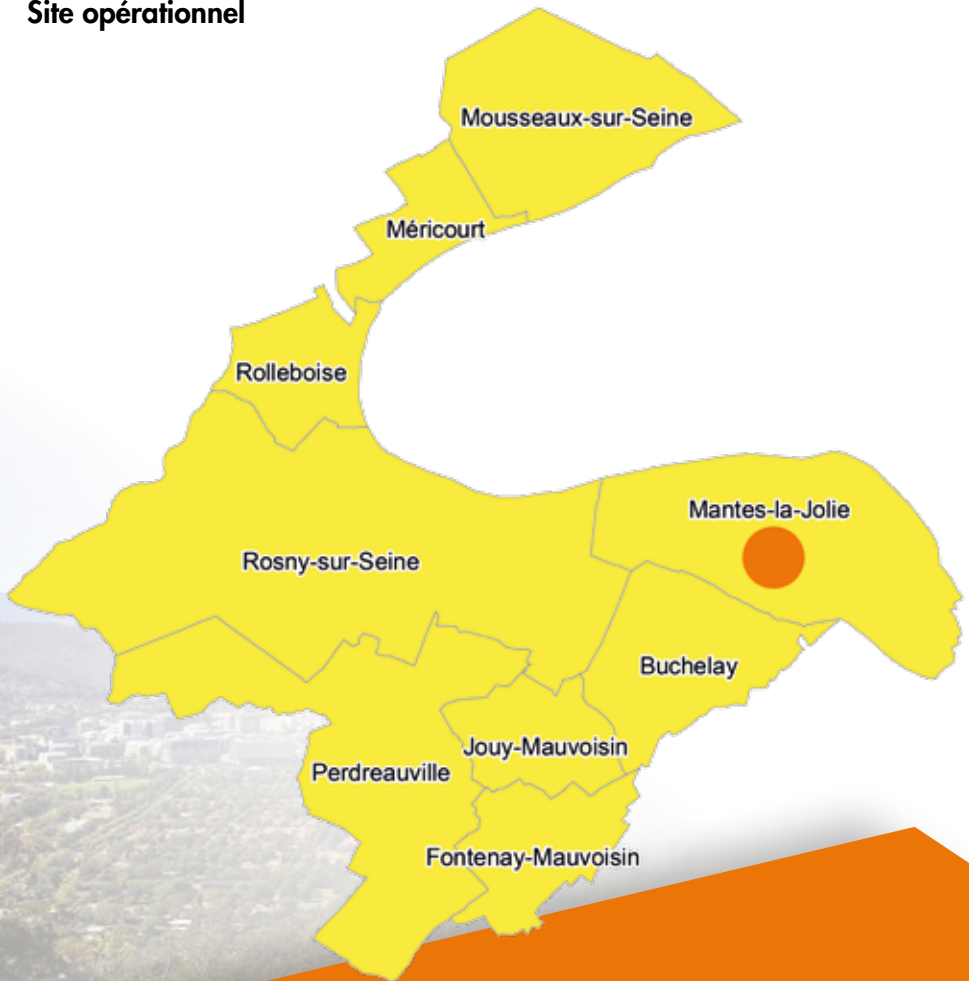 Site opérationnel
Mousseaux-sur-Seine
Méricourt
Rolleboise
Mantes-la-Jolie
Rosny-sur-Seine
Buchelay
Jouy-Mauvoisin
Perdreauville
Fontenay-Mauvoisin